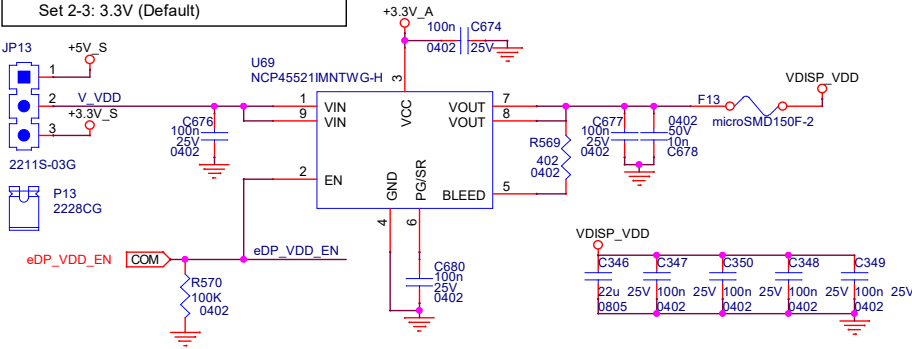 Set 2-3: 3.3V (Default)
JP13
+5V_S
1
2
V_VDD
+3.3V_S
3
2211S-03G
P13
2228CG
eDP_VDD_EN
COM
eDP_VDD_EN
R570
100K
0402
C676
100n
25V
0402
U69
NCP45521IMNTWG-H
+3.3V_A
100n
0402
C674
25V
3
1
VIN
9
VIN
VCC
2
EN
GND
PG/SR
4
6
VOUT
7
VOUT
8
BLEED
5
C680
100n
25V
0402
R569
402
0402
C677
100n
25V
0402
0402
50V
10n
C678
F13
microSMD150F-2
VDISP_VDD
VDISP_VDD
C346
C347
C350
C348
C349
22u 25V 100n 25V 100n 25V 100n 25V 100n 25V
0805
0402
0402
0402
0402